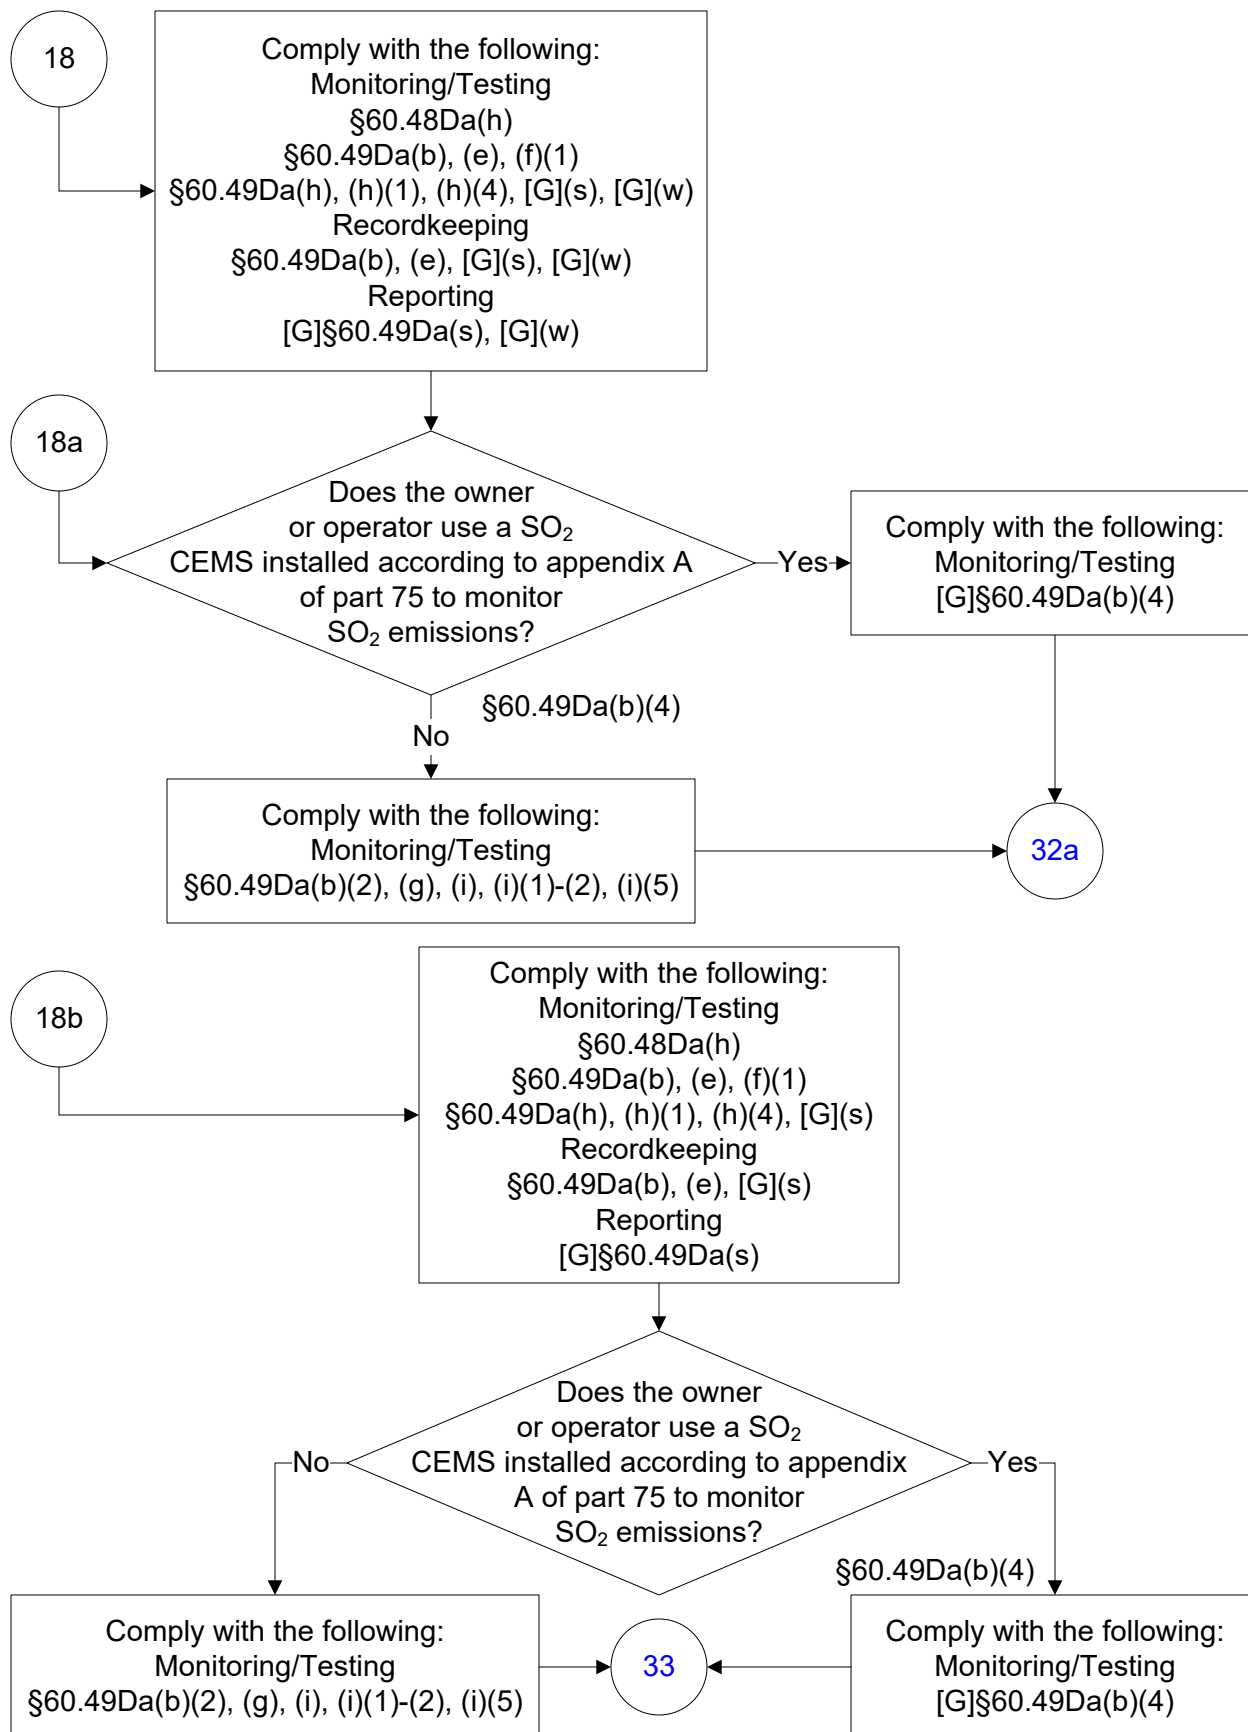 18
Comply with the following:
Monitoring/Testing
§60.48Da(h)
§60.49Da(b), (e), (f)(1)
§60.49Da(h), (h)(1), (h)(4), [G](s), [G](w)
Recordkeeping
§60.49Da(b), (e), [G](s), [G](w)
Reporting
[G]§60.49Da(s), [G](w)
18a
Does the owner
or operator use a SO₂
CEMS installed according to appendix A
of part 75 to monitor
SO₂ emissions?
Yes
Comply with the following:
Monitoring/Testing
[G]§60.49Da(b)(4)
§60.49Da(b)(4)
No
Comply with the following:
Monitoring/Testing
§60.49Da(b)(2), (g), (i), (i)(1)-(2), (i)(5)
32a
18b
Comply with the following:
Monitoring/Testing
§60.48Da(h)
§60.49Da(b), (e), (f)(1)
§60.49Da(h), (h)(1), (h)(4), [G](s)
Recordkeeping
§60.49Da(b), (e), [G](s)
Reporting
[G]§60.49Da(s)
Does the owner
or operator use a SO₂
CEMS installed according to appendix
A of part 75 to monitor
SO₂ emissions?
No
Yes
§60.49Da(b)(4)
Comply with the following:
Monitoring/Testing
§60.49Da(b)(2), (g), (i), (i)(1)-(2), (i)(5)
33
Comply with the following:
Monitoring/Testing
[G]§60.49Da(b)(4)